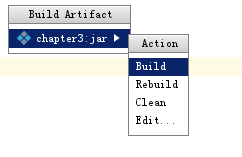 Build Artifact
chapter3:jar
Action
Build
Rebuild
Clean
Edit...